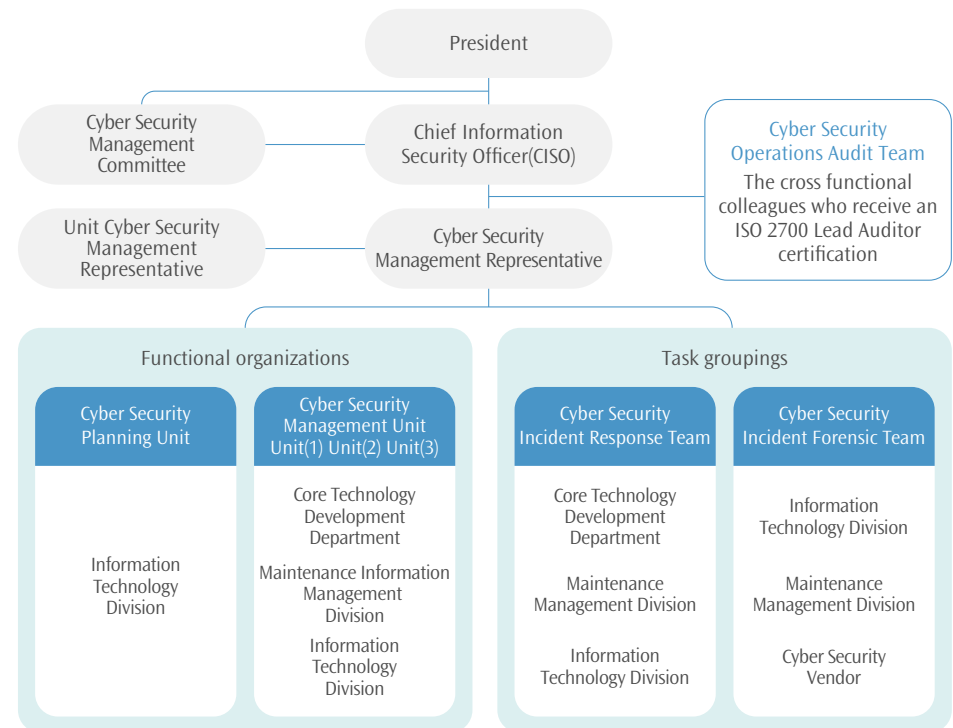 President
Cyber Security
Management
Committee
Chief Information
Security Officer(CISO)
Cyber Security
Operations Audit Team
The cross functional
colleagues who receive an
ISO 2700 Lead Auditor
certification
Unit Cyber Security
Management
Representative
Cyber Security
Management Representative
Functional organizations
Cyber Security
Planning Unit
Information
Technology
Division
Cyber Security
Management Unit
Unit(1) Unit(2) Unit(3)
Core Technology
Development
Department
Maintenance Information
Management
Division
Information
Technology
Division
Task groupings
Cyber Security
Incident Response Team
Core Technology
Development
Department
Maintenance
Management Division
Information
Technology Division
Cyber Security
Incident Forensic Team
Information
Technology Division
Maintenance
Management Division
Cyber Security
Vendor